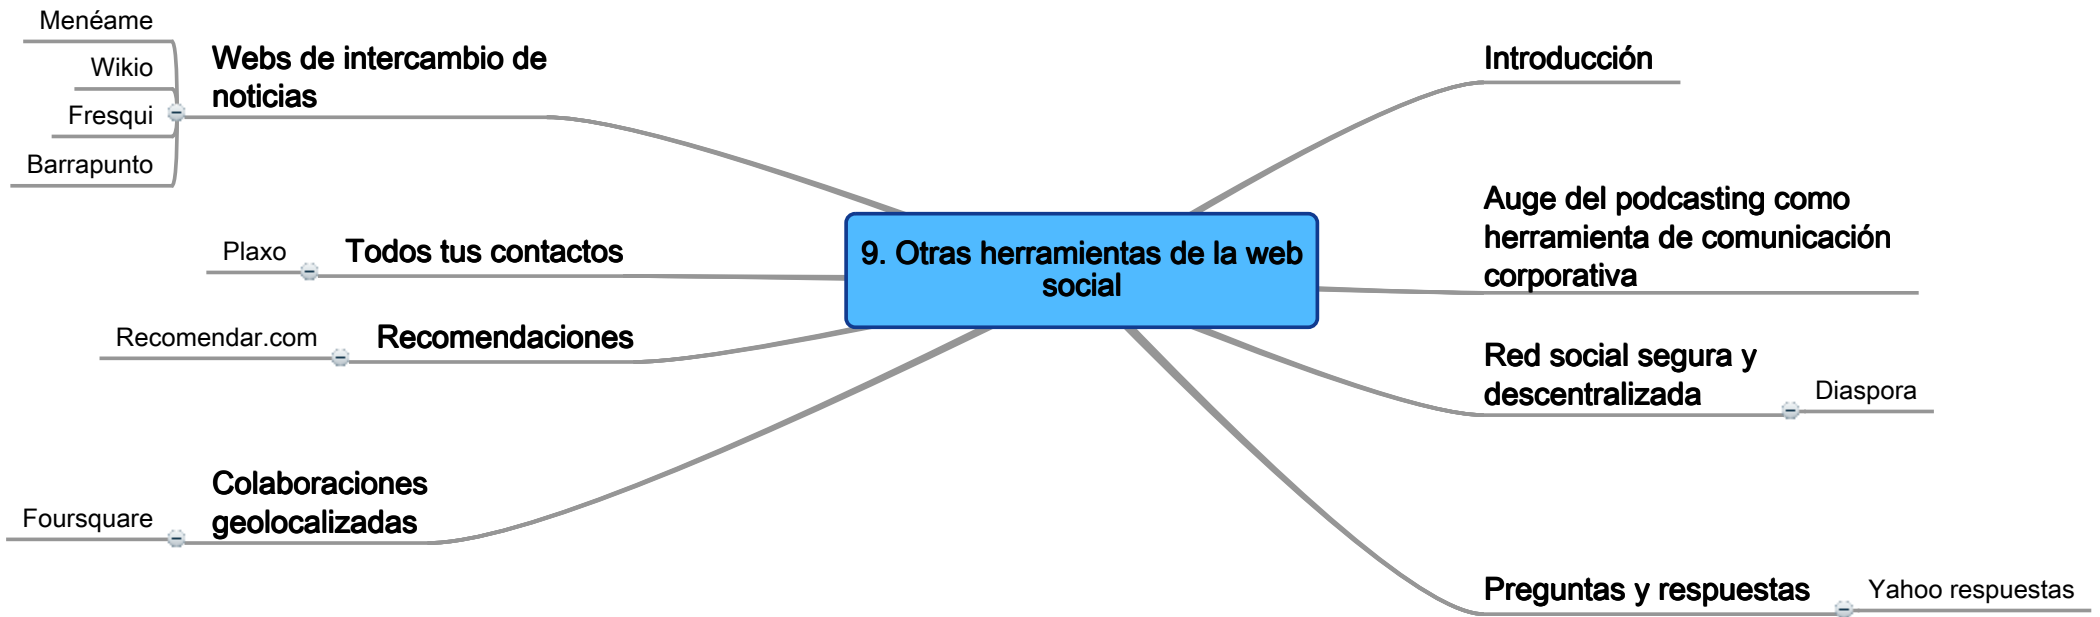 Menéame
Wikio
Fresqui
Barrapunto
Webs de intercambio de
noticias
Plaxo
Todos tus contactos
Recomendar.com
Recomendaciones
Foursquare
Colaboraciones
geolocalizadas
9. Otras herramientas de la web
social
Introducción
Auge del podcasting como
herramienta de comunicación
corporativa
Red social segura y
descentralizada
Diaspora
Preguntas y respuestas
Yahoo respuestas